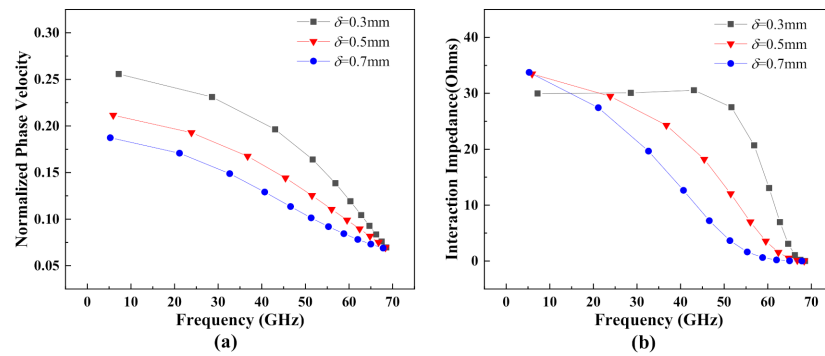 0.30
0.25
0.20
0.15
0.10
0.05
Normalized Phase Velocity
δ=0.3mm
δ=0.5mm
δ=0.7mm
0 10 20 30 40 50 60 70
Frequency (GHz)
(a)
40
30
20
10
0
Interaction Impedance(Ohms)
δ=0.3mm
δ=0.5mm
δ=0.7mm
0 10 20 30 40 50 60 70
Frequency (GHz)
(b)